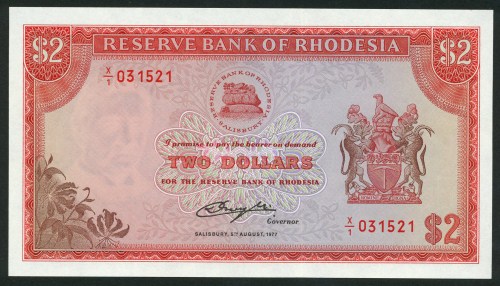 $2 RESERVE BANK OF RHODESIA $2
X/1 031521
RESERVE BANK OF RHODESIA
SALISBURY
I promise to pay the bearer on demand
TWO DOLLARS
FOR THE RESERVE BANK OF RHODESIA
Governor
SALISBURY, 5TH AUGUST, 1977
X/1 031521
$2